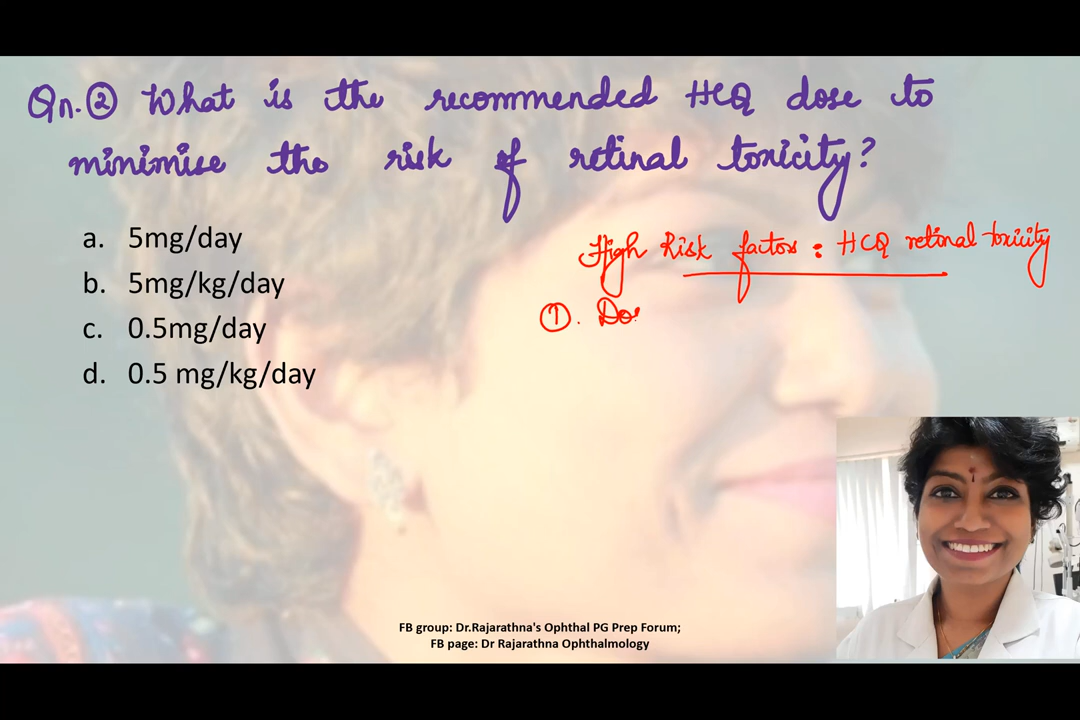 Qn. ② What is the recommended HCQ dose to
minimise the risk of retinal toxicity?
a. 5mg/day
b. 5mg/kg/day
c. 0.5mg/day
d. 0.5 mg/kg/day
High Risk factors : HCQ retinal toxicity
①. Dos
FB group: Dr.Rajarathna's Ophthal PG Prep Forum;
FB page: Dr Rajarathna Ophthalmology